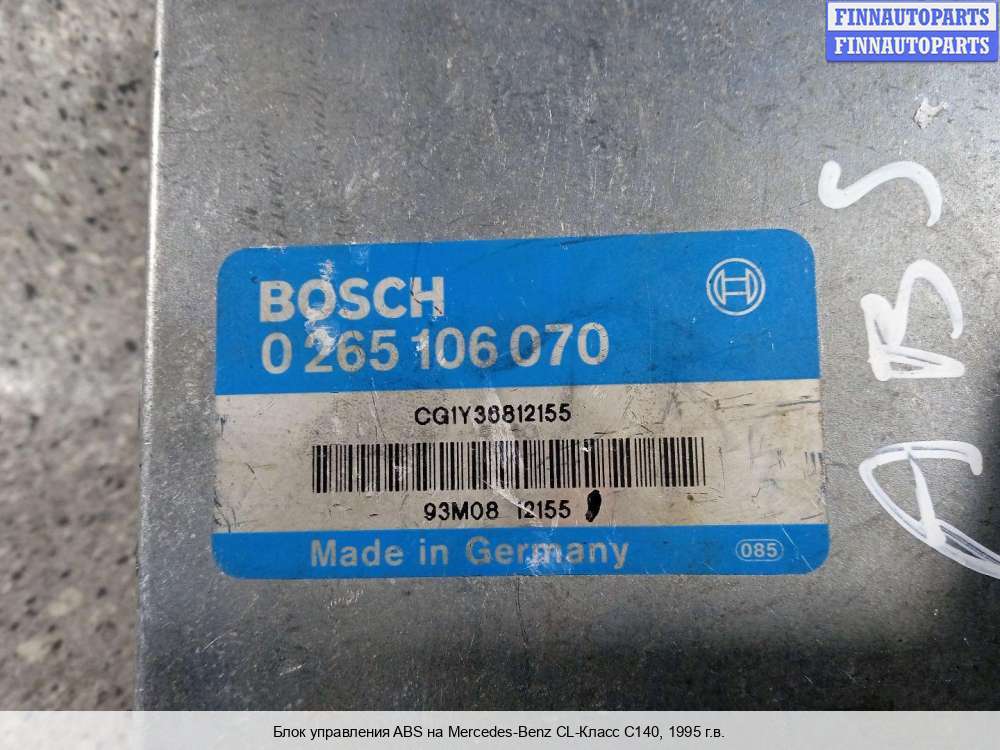 FINNAUTOPARTS
FINNAUTOPARTS
BOSCH
0 265 106 070
CG1Y36812155
93M08 12155
Made in Germany
085
ABS
Блок управления ABS на Mercedes-Benz CL-Класс C140, 1995 г.в.